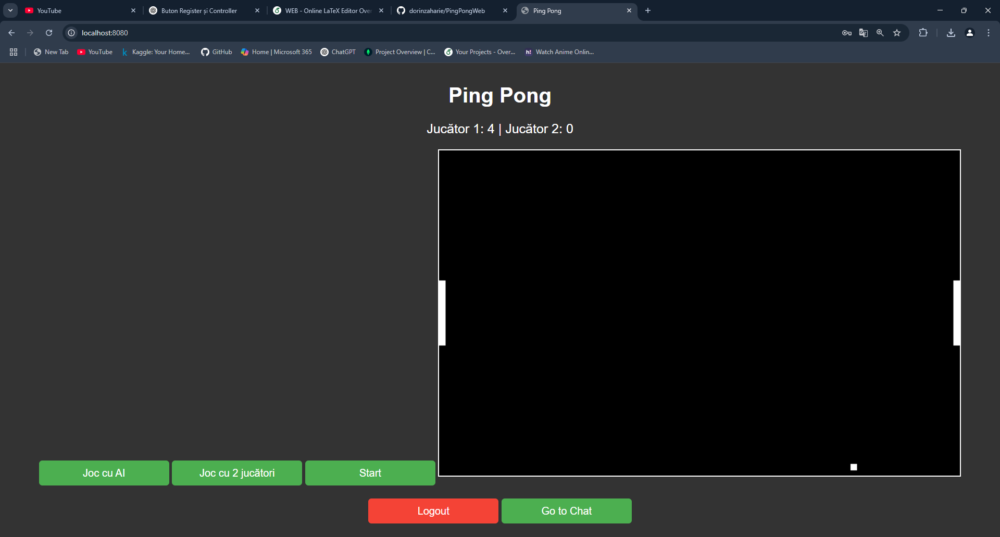 YouTube
Buton Register și Controller
WEB - Online LaTeX Editor Over
dorinzaharie/PingPongWeb
Ping Pong
localhost:8080
New Tab
YouTube
Kaggle: Your Home...
GitHub
Home | Microsoft 365
ChatGPT
Project Overview | C...
Your Projects - Over...
h! Watch Anime Onlin...
Ping Pong
Jucător 1: 4 | Jucător 2: 0
Joc cu AI
Joc cu 2 jucători
Start
Logout
Go to Chat